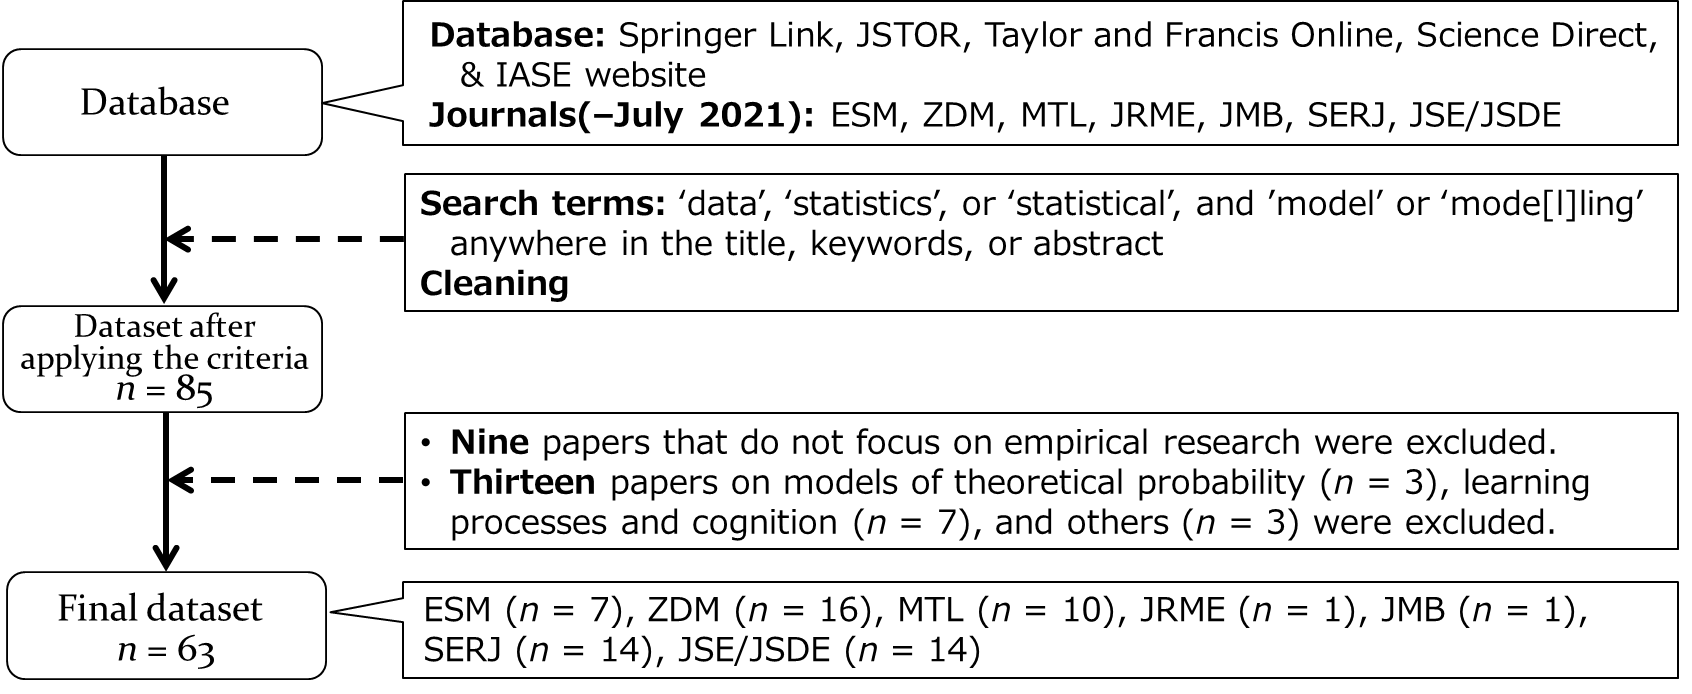 Database
Database: Springer Link, JSTOR, Taylor and Francis Online, Science Direct,
& IASE website
Journals(–July 2021): ESM, ZDM, MTL, JRME, JMB, SERJ, JSE/JSDE
Search terms: ‘data’, ‘statistics’, or ‘statistical’, and ’model’ or ‘mode[l]ling’
anywhere in the title, keywords, or abstract
Cleaning
Dataset after
applying the criteria
n = 85
• Nine papers that do not focus on empirical research were excluded.
• Thirteen papers on models of theoretical probability (n = 3), learning
processes and cognition (n = 7), and others (n = 3) were excluded.
Final dataset
n = 63
ESM (n = 7), ZDM (n = 16), MTL (n = 10), JRME (n = 1), JMB (n = 1),
SERJ (n = 14), JSE/JSDE (n = 14)